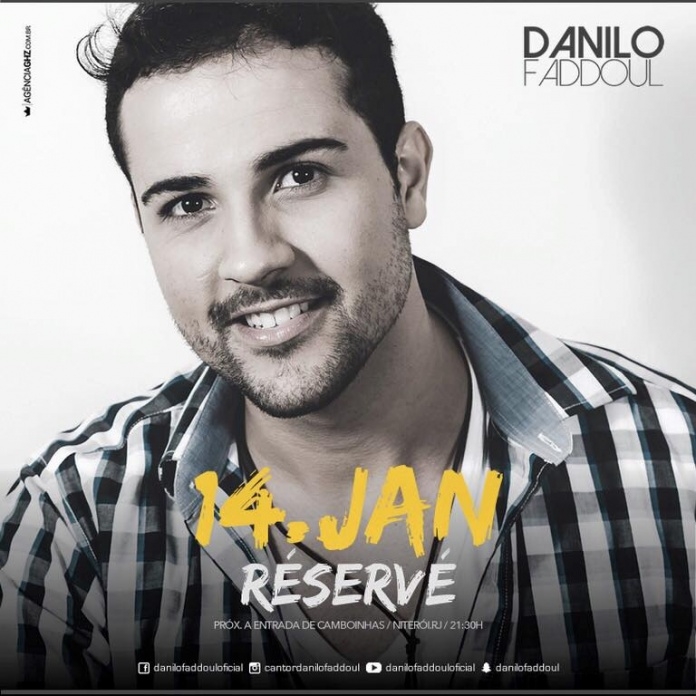 AGÊNCIAGHZ.COM.BR
DANILO
FADDOUL
14.JAN
RÉSERVÉ
PRÓX. A ENTRADA DE CAMBOINHAS / NITERÓI.RJ / 21:30H
danilofaddouloficial cantordanilofaddoul danilofaddouloficial danilofaddoul